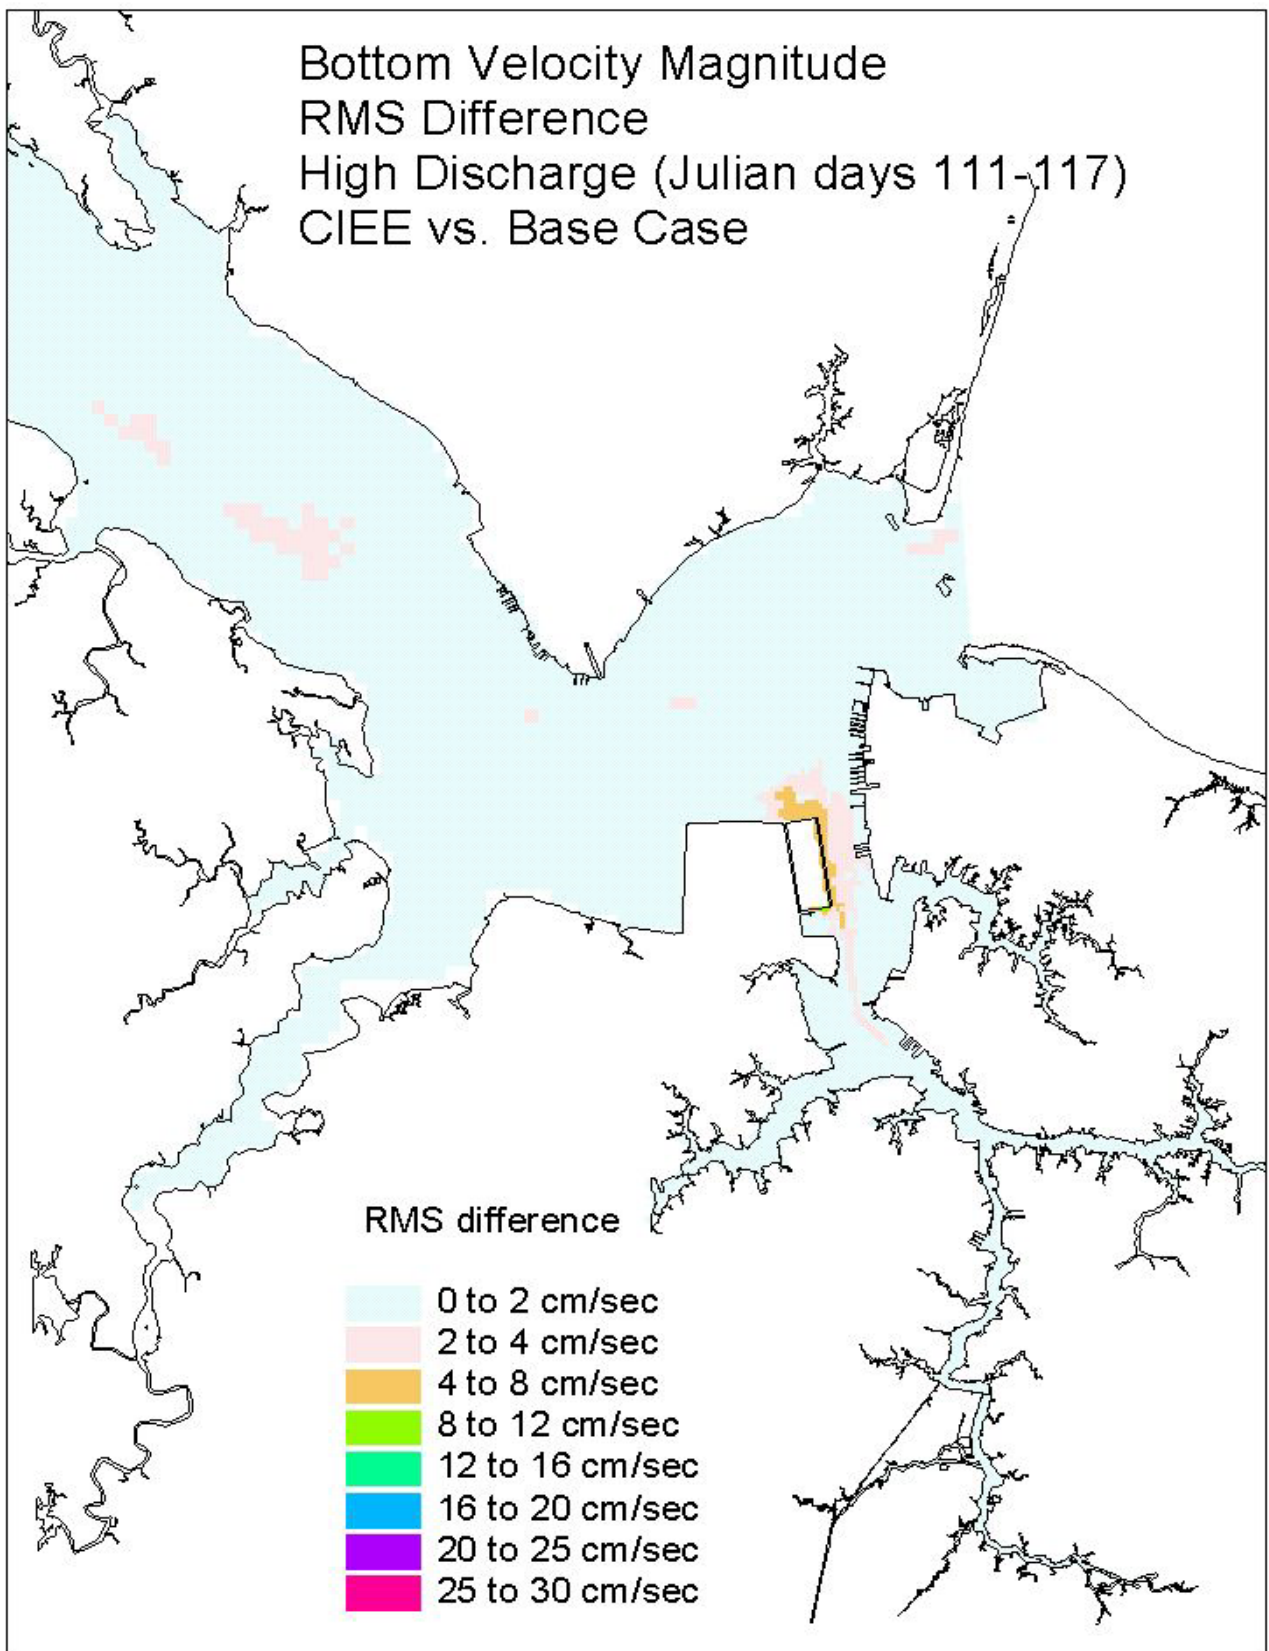 Bottom Velocity Magnitude
RMS Difference
High Discharge (Julian days 111-117)
CIEE vs. Base Case
RMS difference
0 to 2 cm/sec
2 to 4 cm/sec
4 to 8 cm/sec
8 to 12 cm/sec
12 to 16 cm/sec
16 to 20 cm/sec
20 to 25 cm/sec
25 to 30 cm/sec